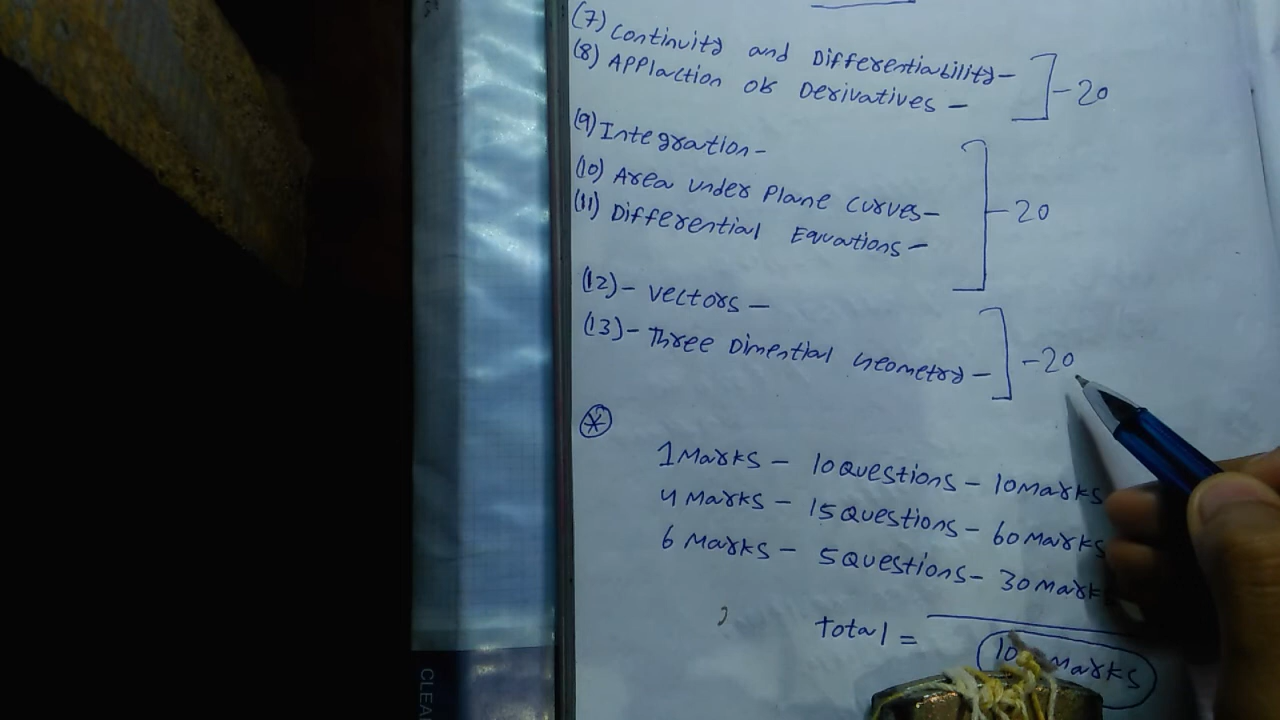 (7) Continuity and Differentiability -
(8) Applaction of Derivatives -
] - 20
(9) Integration -
(10) Area under Plane Curves -
(11) Differential Equations -
] - 20
(12) - Vectors -
(13) - Three Dimential Geometry -
] - 20
*
1 Marks - 10 Questions - 10 Marks
4 Marks - 15 Questions - 60 Marks
6 Marks - 5 Questions - 30 Mark
Total =
Marks
CLEA